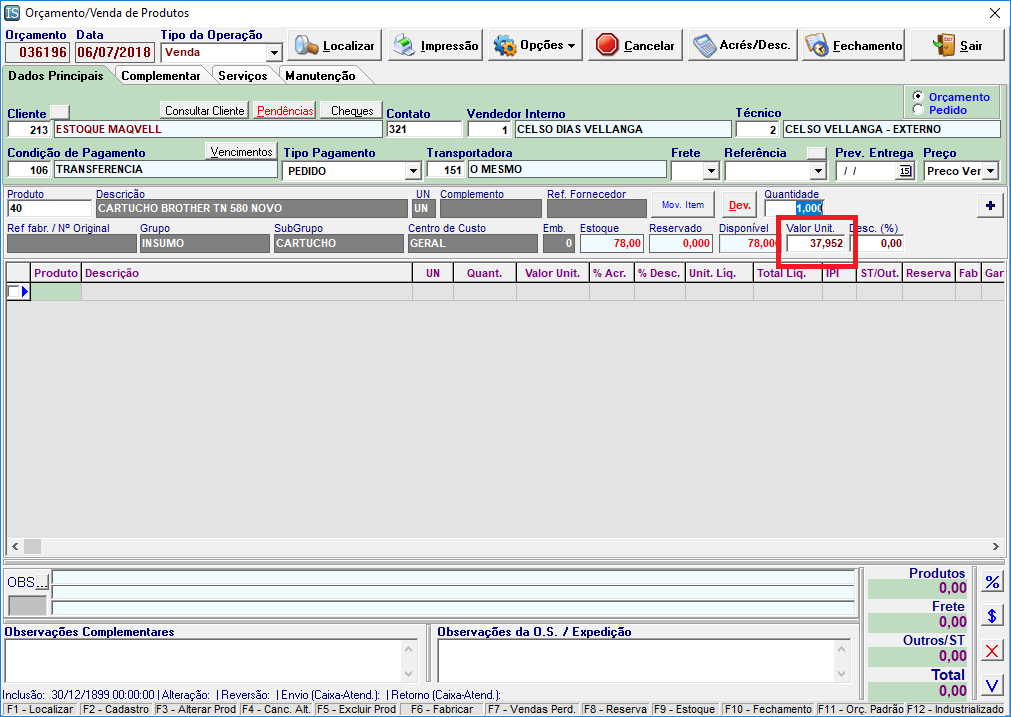 IS Orçamento/Venda de Produtos
Orçamento Data Tipo da Operação
036196 06/07/2018 Venda Localizar Impressão Opções Cancelar Acrés/Desc. Fechamento Sair
Dados Principais Complementar Serviços Manutenção
Orçamento
Pedido
Cliente Consultar Cliente Pendências Cheques Contato Vendedor Interno Técnico
213 ESTOQUE MAQVELL 321 1 CELSO DIAS VELLANGA 2 CELSO VELLANGA - EXTERNO
Condição de Pagamento Vencimentos Tipo Pagamento Transportadora Frete Referência Prev. Entrega Preço
106 TRANSFERENCIA PEDIDO 151 O MESMO / / 15 Preco Ver
Produto Descrição UN Complemento Ref. Fornecedor Mov. Item Dev. Quantidade
40 CARTUCHO BROTHER TN 580 NOVO UN 1,000 +
Ref fabr. / Nº Original Grupo SubGrupo Centro de Custo Emb. Estoque Reservado Disponível Valor Unit. Desc. (%)
INSUMO CARTUCHO GERAL 0 78,00 0,000 78,000 37,952 0,00
Produto Descrição UN Quant. Valor Unit. % Acr. % Desc. Unit. Líq. Total Líq. IPI ST/Out. Reserva Fab Gar
OBS...
Produtos
0,00
Frete
0,00
Outros/ST
0,00
Total
0,00
%
$
X
V
Observações Complementares Observações da O.S. / Expedição
Inclusão: 30/12/1899 00:00:00 | Alteração: | Reversão: | Envio (Caixa-Atend.): | Retorno (Caixa-Atend.):
F1 - Localizar F2 - Cadastro F3 - Alterar Prod F4 - Canc. Alt. F5 - Excluir Prod F6 - Fabricar F7 - Vendas Perd. F8 - Reserva F9 - Estoque F10 - Fechamento F11 - Orç. Padrão F12 - Industrializado